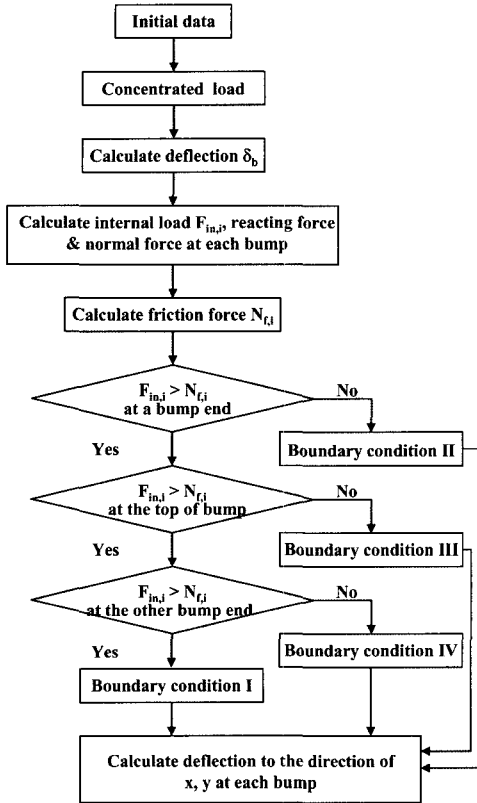 Initial data
Concentrated load
Calculate deflection δb
Calculate internal load Fin,i, reacting force
& normal force at each bump
Calculate friction force Nf,i
Fin,i > Nf,i
at a bump end
No
Yes
Boundary condition II
Fin,i > Nf,i
at the top of bump
No
Yes
Boundary condition III
Fin,i > Nf,i
at the other bump end
No
Yes
Boundary condition IV
Boundary condition I
Calculate deflection to the direction of
x, y at each bump